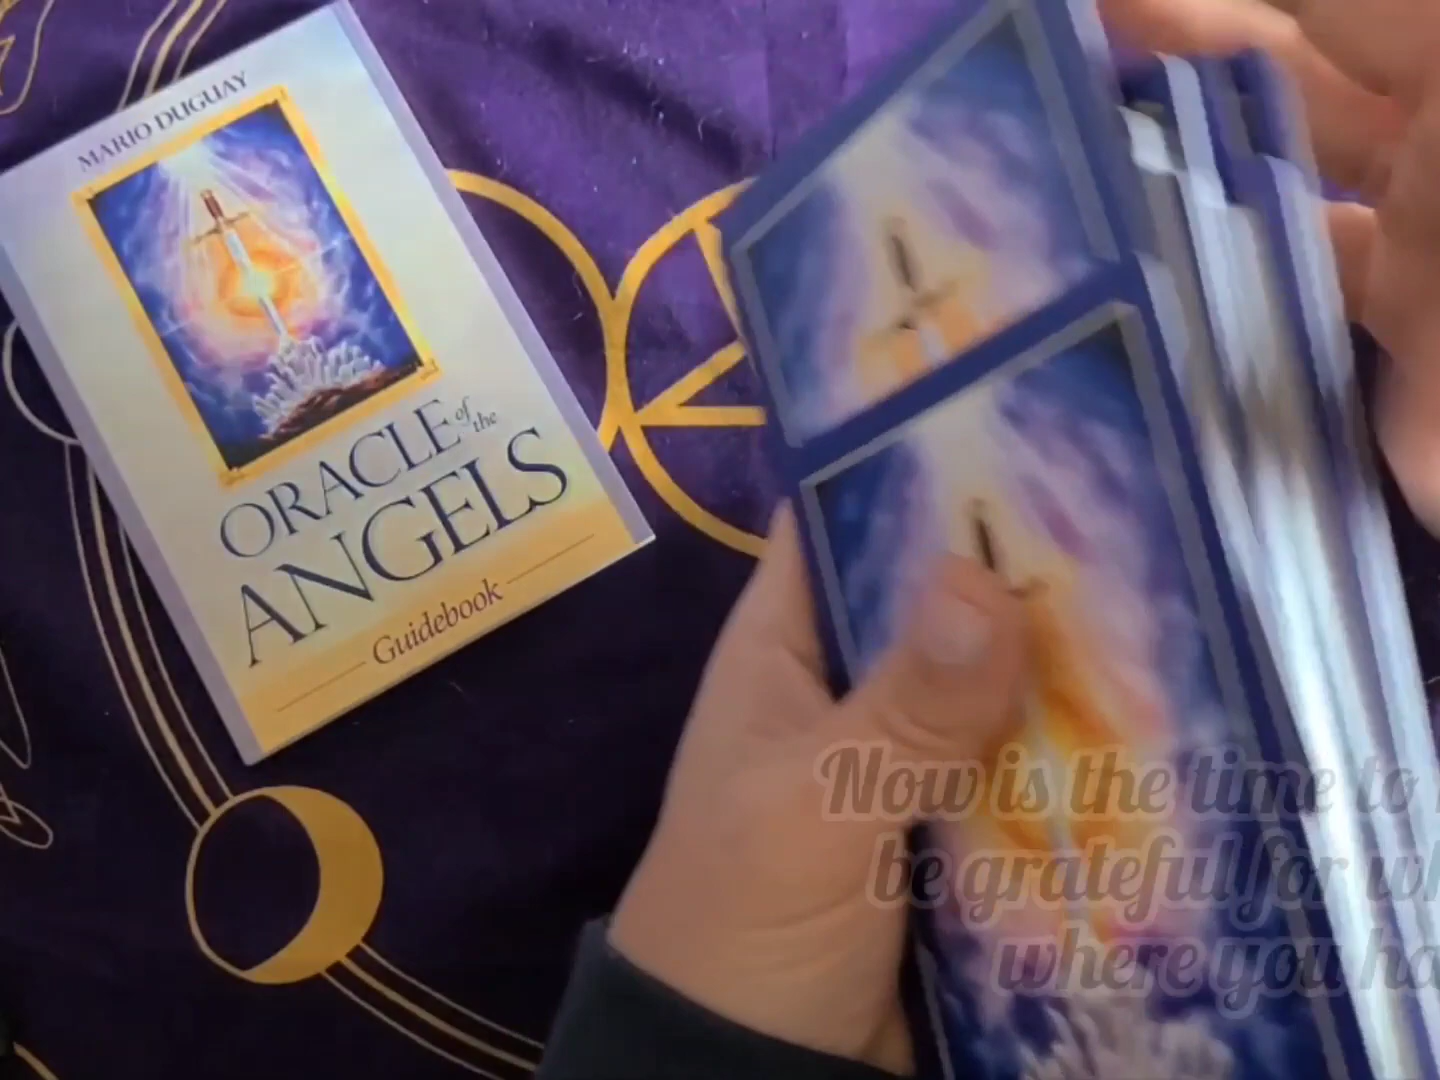 MARIO DUGUAY
ORACLE of the
ANGELS
Guidebook
Now is the time to
be grateful for
where you